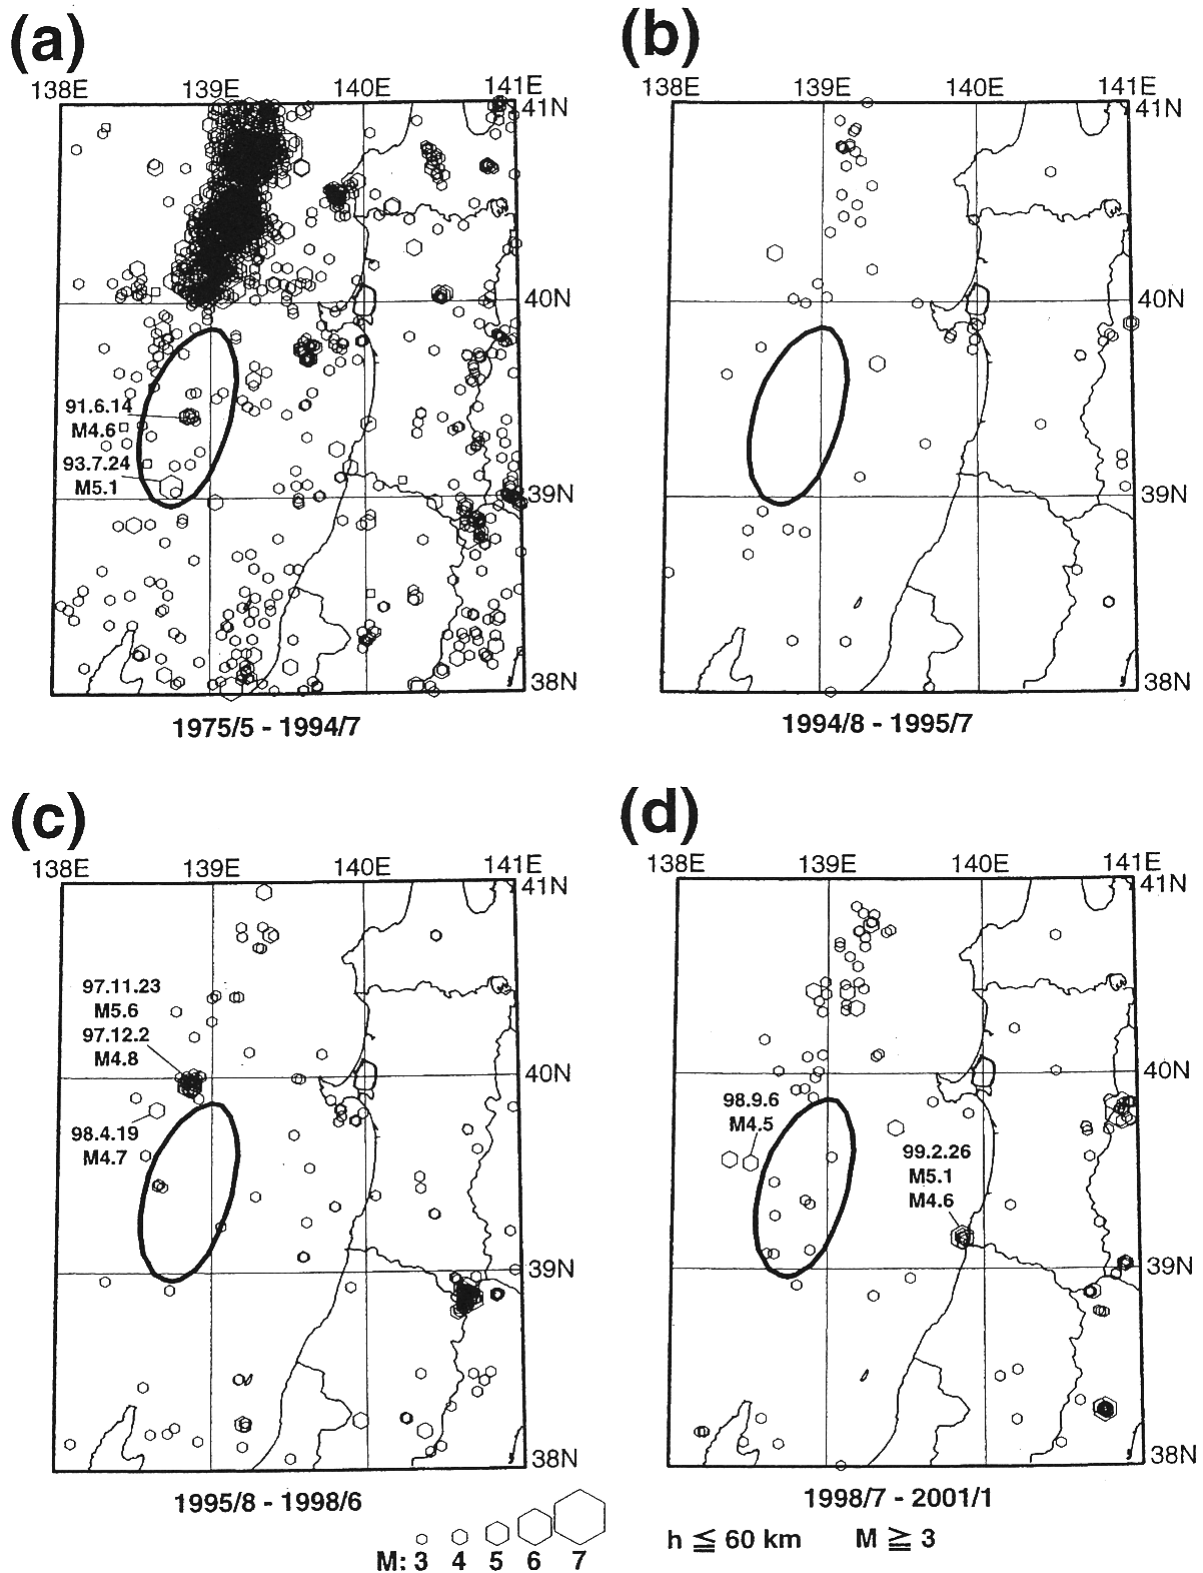 (a)
138E 139E 140E 141E
41N
40N
91.6.14
M4.6
93.7.24
M5.1
39N
38N
1975/5 - 1994/7
(b)
138E 139E 140E 141E
41N
40N
39N
38N
1994/8 - 1995/7
(c)
138E 139E 140E 141E
41N
97.11.23
M5.6
97.12.2
M4.8
40N
98.4.19
M4.7
39N
38N
1995/8 - 1998/6
(d)
138E 139E 140E 141E
41N
40N
98.9.6
M4.5
99.2.26
M5.1
M4.6
39N
38N
1998/7 - 2001/1
M: 3 4 5 6 7
h ≦ 60 km M ≧ 3